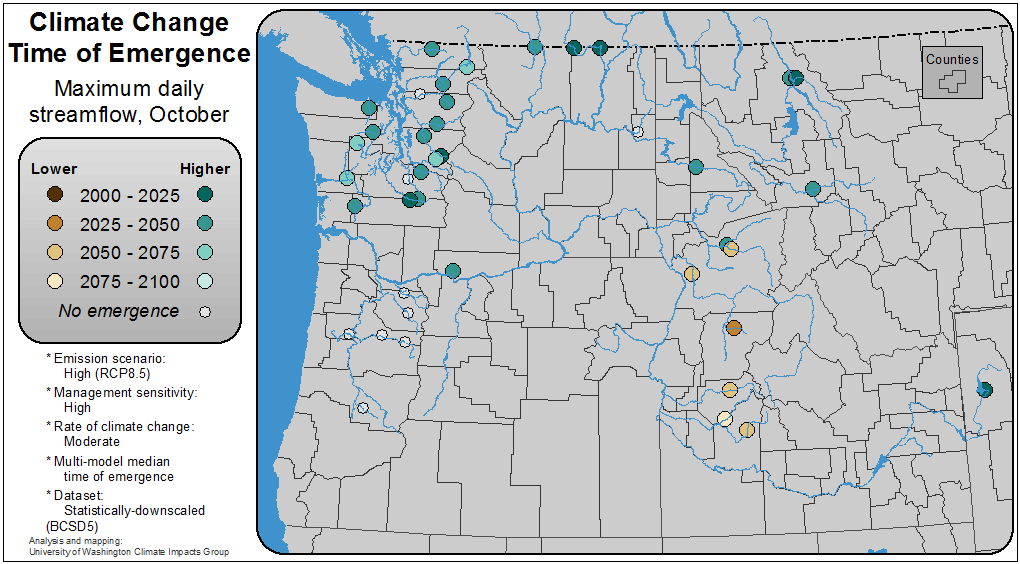 Climate Change
Time of Emergence
Maximum daily
streamflow, October
Lower Higher
2000 - 2025
2025 - 2050
2050 - 2075
2075 - 2100
No emergence
* Emission scenario:
High (RCP8.5)
* Management sensitivity:
High
* Rate of climate change:
Moderate
* Multi-model median
time of emergence
* Dataset:
Statistically-downscaled
(BCSD5)
Analysis and mapping:
University of Washington Climate Impacts Group
Counties